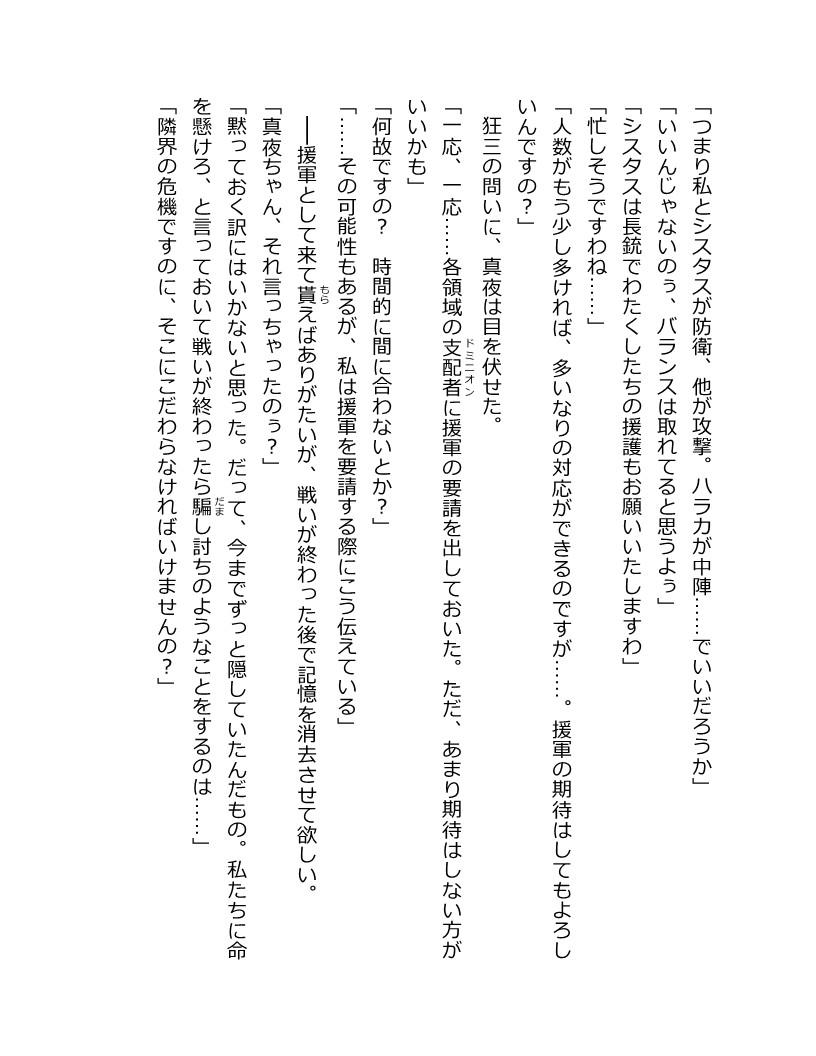 「つまり私とシスタスが防衛、他が攻撃。ハラカが中陣……でいいだろうか」
「いいんじゃないのぅ、バランスは取れてると思うよぅ」
「シスタスは長銃でわたくしたちの援護もお願いいたしますわ」
「忙しそうですわね……」
「人数がもう少し多ければ、多いなりの対応ができるのですが……。援軍の期待はしてもよろし
いんですの？」
　狂三の問いに、真夜は目を伏せた。
「一応、一応……各領域の支配者に援軍の要請を出しておいた。ただ、あまり期待はしない方が
ドミニオン
いいかも」
「何故ですの？　時間的に間に合わないとか？」
「……その可能性もあるが、私は援軍を要請する際にこう伝えている」
　――援軍として来て貰えばありがたいが、戦いが終わった後で記憶を消去させて欲しい。
もら
「真夜ちゃん、それ言っちゃったのぅ？」
「黙っておく訳にはいかないと思った。だって、今までずっと隠していたんだもの。私たちに命
を懸けろ、と言っておいて戦いが終わったら騙し討ちのようなことをするのは……」
だま
「隣界の危機ですのに、そこにこだわらなければいけませんの？」